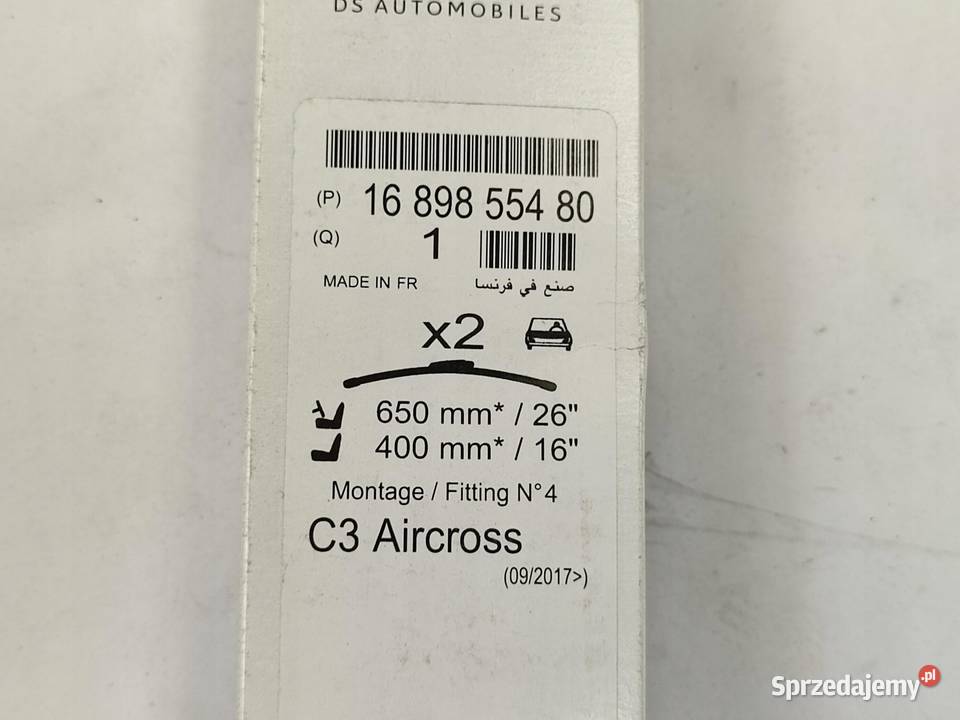 DS AUTOMOBILES
(P) 16 898 554 80
(Q) 1
MADE IN FR صنع في فرنسا
x2
650 mm* / 26"
400 mm* / 16"
Montage / Fitting N°4
C3 Aircross
(09/2017>)
Sprzedajemy.pl